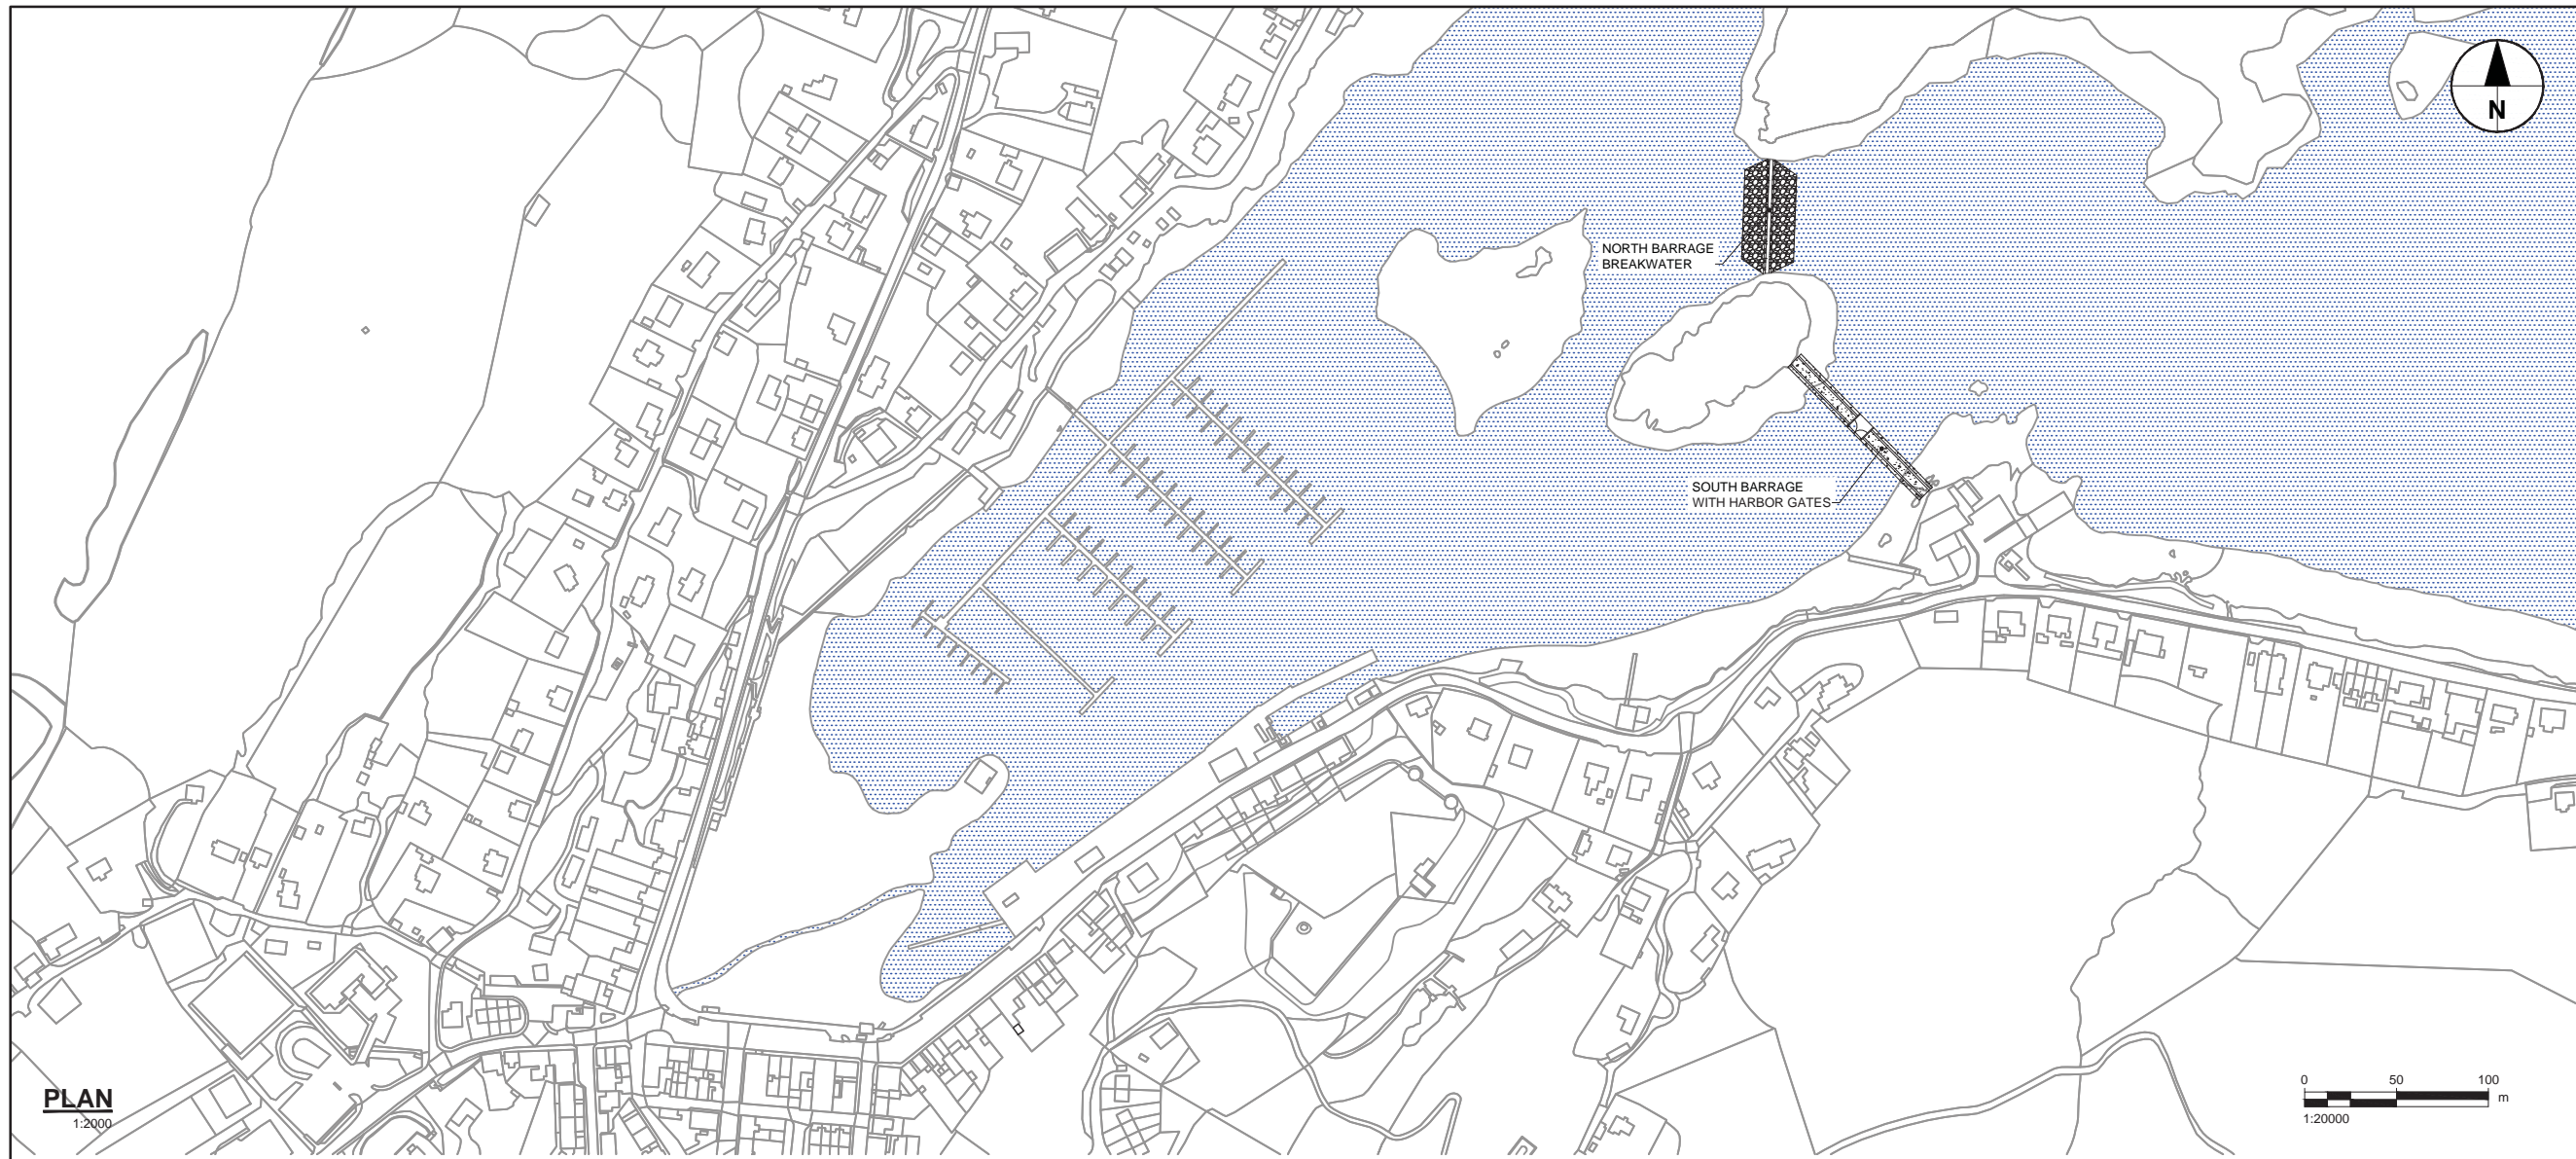 N
NORTH BARRAGE
BREAKWATER
SOUTH BARRAGE
WITH HARBOR GATES
PLAN
1:2000
0 50 100
m
1:20000